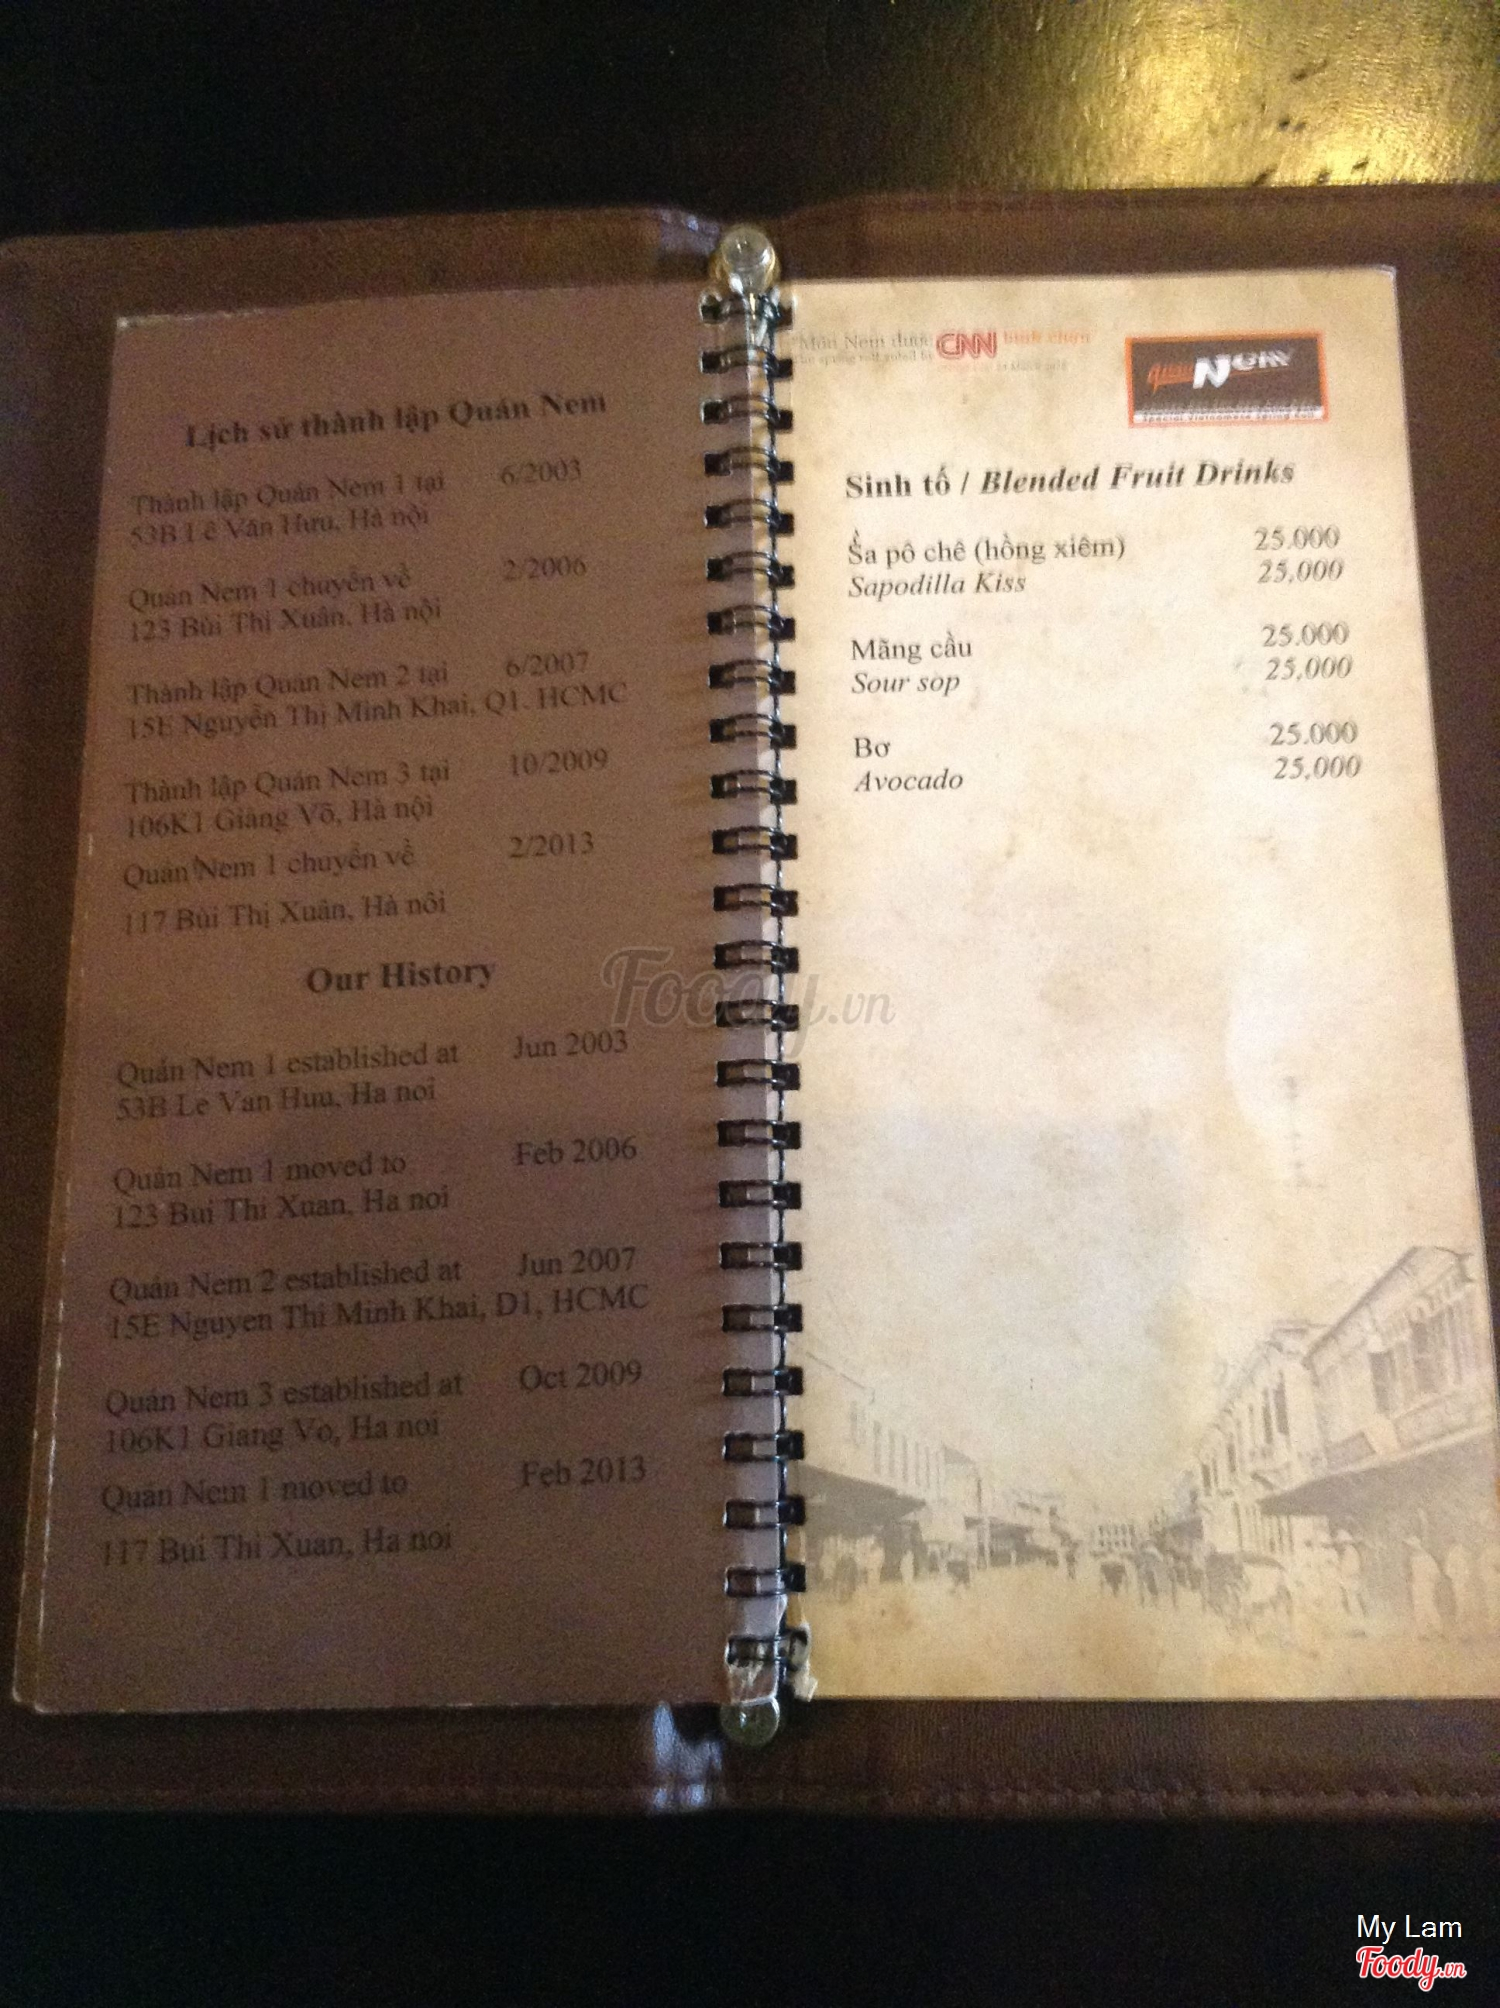 Lịch sử thành lập Quán Nem
Thành lập Quán Nem 1 tại 6/2003
53B Lê Văn Hưu, Hà nội
Quán Nem 1 chuyển về 2/2006
123 Bùi Thị Xuân, Hà nội
Thành lập Quán Nem 2 tại 6/2007
15E Nguyễn Thị Minh Khai, Q1. HCMC
Thành lập Quán Nem 3 tại 10/2009
106K1 Giảng Võ, Hà nội
Quán Nem 1 chuyển về 2/2013
117 Bùi Thị Xuân, Hà nôi
Our History
Quán Nem 1 established at Jun 2003
53B Le Van Huu, Ha noi
Quán Nem 1 moved to Feb 2006
123 Bui Thi Xuan, Ha noi
Quán Nem 2 established at Jun 2007
15E Nguyen Thi Minh Khai, D1, HCMC
Quán Nem 3 established at Oct 2009
106K1 Giang Vo, Ha noi
Quán Nem 1 moved to Feb 2013
117 Bui Thi Xuan, Ha noi
Món Nem được CNN bình chọn
Quán Nem
Sinh tố / Blended Fruit Drinks
Sa pô chê (hồng xiêm) 25.000
Sapodilla Kiss 25,000
Mãng cầu 25.000
Sour sop 25,000
Bơ 25.000
Avocado 25,000
Foody.vn
My Lam
Foody.vn